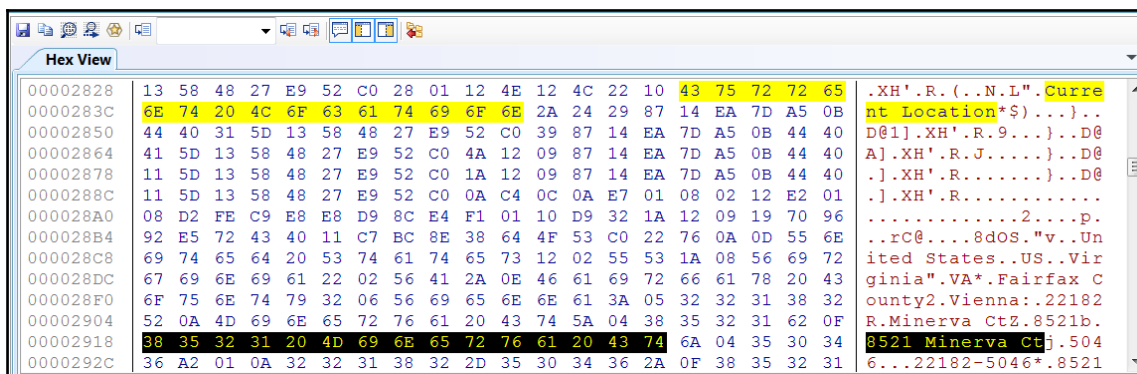 Hex View
00002828 13 58 48 27 E9 52 C0 28 01 12 4E 12 4C 22 10 43 75 72 72 65 .XH'.R.(..N.L".Curre
0000283C 6E 74 20 4C 6F 63 61 74 69 6F 6E 2A 24 29 87 14 EA 7D A5 0B nt Location*$)...}..
00002850 44 40 31 5D 13 58 48 27 E9 52 C0 39 87 14 EA 7D A5 0B 44 40 D@1].XH'.R.9...}..D@
00002864 41 5D 13 58 48 27 E9 52 C0 4A 12 09 87 14 EA 7D A5 0B 44 40 A].XH'.R.J.....}..D@
00002878 11 5D 13 58 48 27 E9 52 C0 1A 12 09 87 14 EA 7D A5 0B 44 40 .].XH'.R.......}..D@
0000288C 11 5D 13 58 48 27 E9 52 C0 0A C4 0C 0A E7 01 08 02 12 E2 01 .].XH'.R............
000028A0 08 D2 FE C9 E8 E8 D9 8C E4 F1 01 10 D9 32 1A 12 09 19 70 96 .............2....p.
000028B4 92 E5 72 43 40 11 C7 BC 8E 38 64 4F 53 C0 22 76 0A 0D 55 6E ..rC@....8dOS."v..Un
000028C8 69 74 65 64 20 53 74 61 74 65 73 12 02 55 53 1A 08 56 69 72 ited States..US..Vir
000028DC 67 69 6E 69 61 22 02 56 41 2A 0E 46 61 69 72 66 61 78 20 43 ginia".VA*.Fairfax C
000028F0 6F 75 6E 74 79 32 06 56 69 65 6E 6E 61 3A 05 32 32 31 38 32 ounty2.Vienna:.22182
00002904 52 0A 4D 69 6E 65 72 76 61 20 43 74 5A 04 38 35 32 31 62 0F R.Minerva CtZ.8521b.
00002918 38 35 32 31 20 4D 69 6E 65 72 76 61 20 43 74 6A 04 35 30 34 8521 Minerva Ctj.504
0000292C 36 A2 01 0A 32 32 31 38 32 2D 35 30 34 36 2A 0F 38 35 32 31 6...22182-5046*.8521